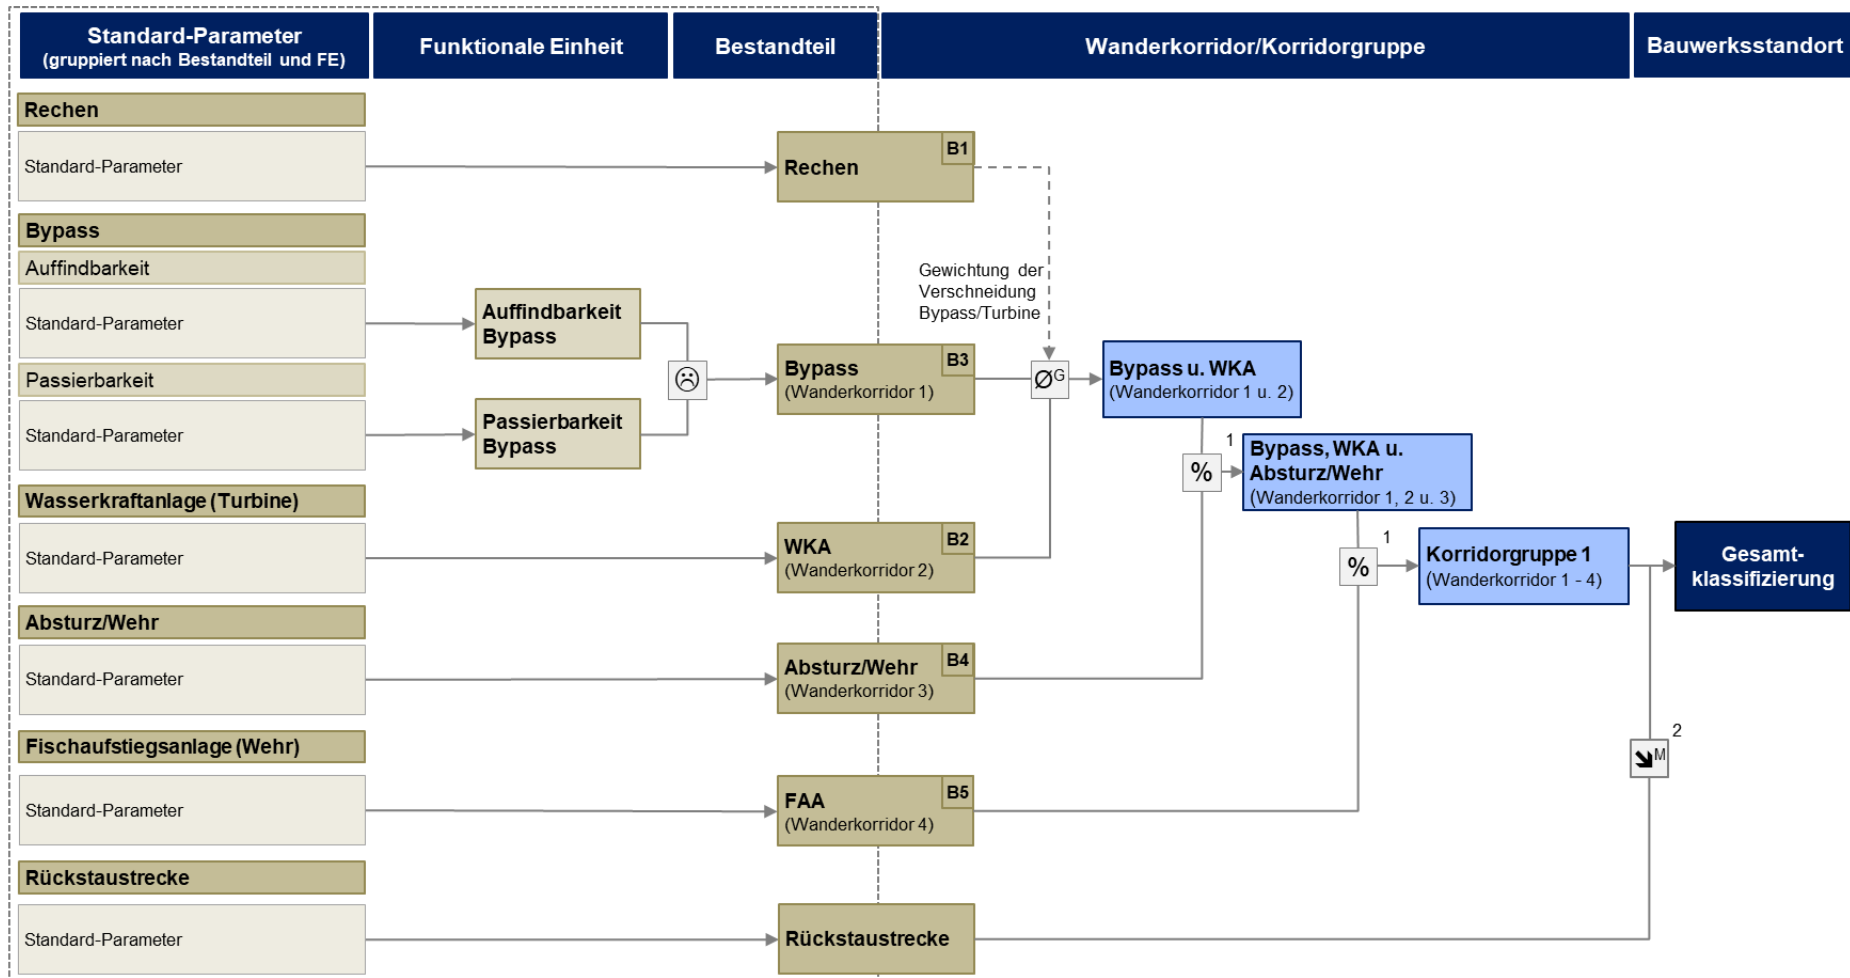 Standard-Parameter
(gruppiert nach Bestandteil und FE)
Funktionale Einheit
Bestandteil
Wanderkorridor/Korridorgruppe
Bauwerksstandort
Rechen
Standard-Parameter
Rechen
B1
Bypass
Auffindbarkeit
Standard-Parameter
Auffindbarkeit
Bypass
Passierbarkeit
Standard-Parameter
Passierbarkeit
Bypass
☹
Bypass
(Wanderkorridor 1)
B3
Gewichtung der
Verschneidung
Bypass/Turbine
ØG
Bypass u. WKA
(Wanderkorridor 1 u. 2)
%
1
Bypass, WKA u.
Absturz/Wehr
(Wanderkorridor 1, 2 u. 3)
Wasserkraftanlage (Turbine)
Standard-Parameter
WKA
(Wanderkorridor 2)
B2
%
1
Korridorgruppe 1
(Wanderkorridor 1 - 4)
Gesamt-
klassifizierung
Absturz/Wehr
Standard-Parameter
Absturz/Wehr
(Wanderkorridor 3)
B4
Fischaufstiegsanlage (Wehr)
Standard-Parameter
FAA
(Wanderkorridor 4)
B5
M
2
Rückstaustrecke
Standard-Parameter
Rückstaustrecke